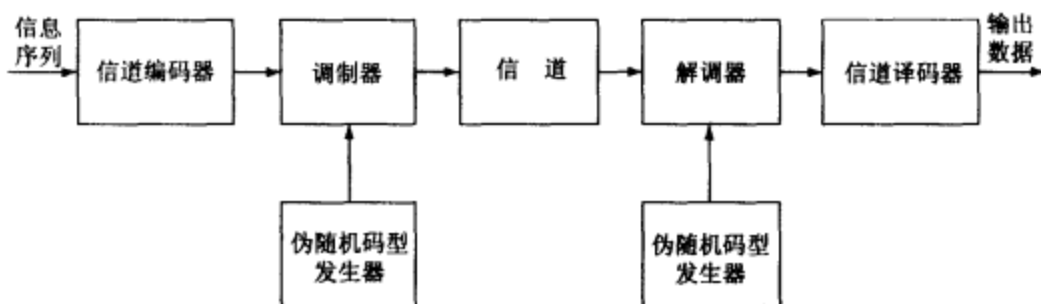 信息
序列
信道编码器
调制器
信 道
解调器
信道译码器
输出
数据
伪随机码型
发生器
伪随机码型
发生器